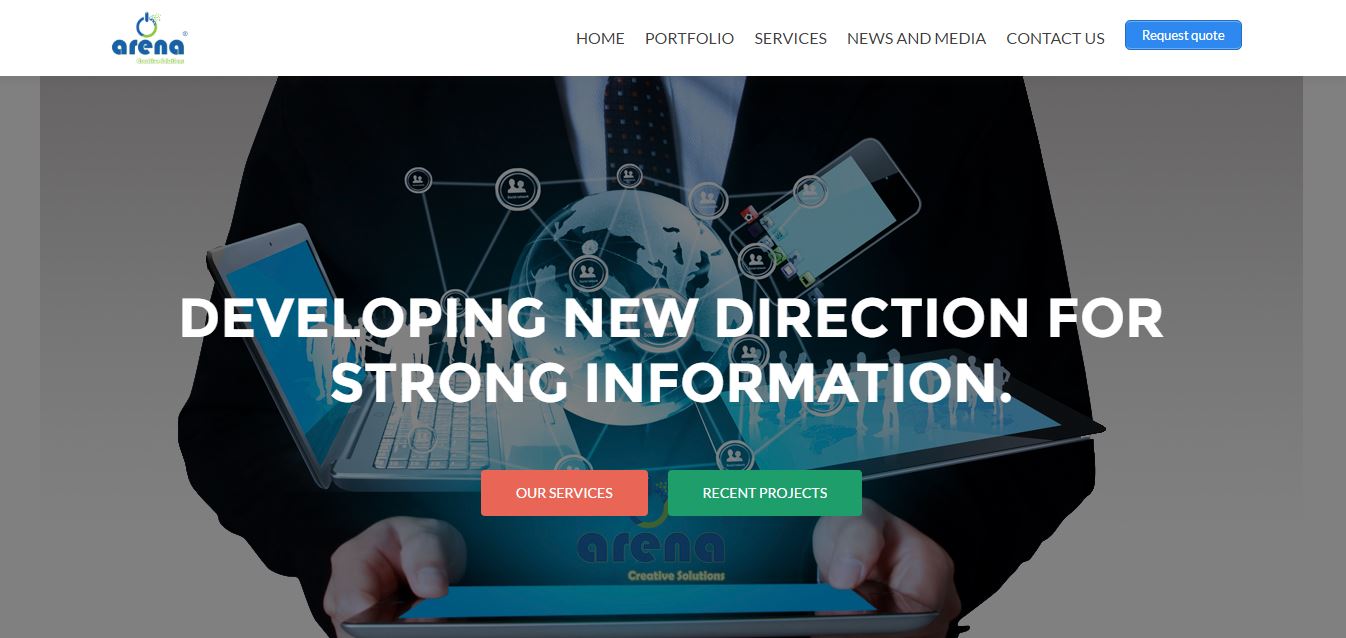 arena®
Creative Solutions
HOME PORTFOLIO SERVICES NEWS AND MEDIA CONTACT US Request quote
DEVELOPING NEW DIRECTION FOR
STRONG INFORMATION.
OUR SERVICES RECENT PROJECTS
arena
Creative Solutions